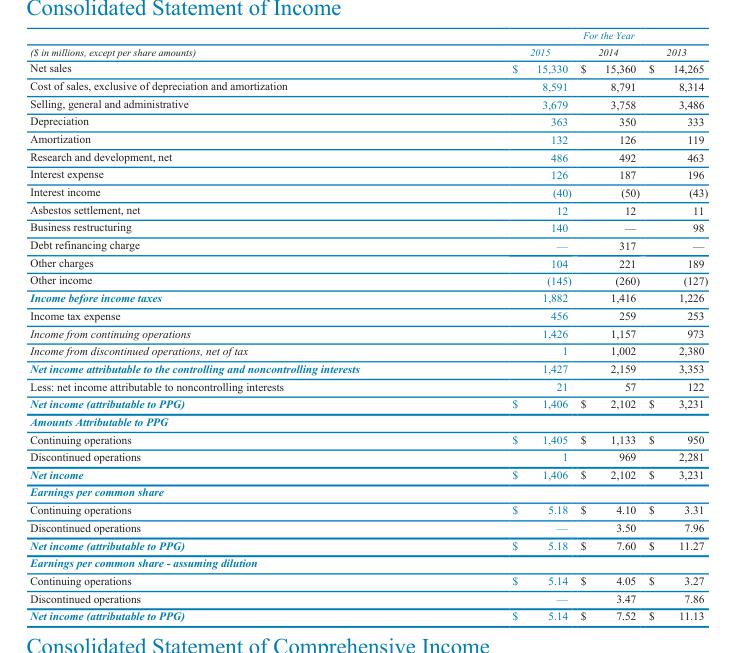 Consolidated Statement of Income
For the Year
($ in millions, except per share amounts) 2015 2014 2013
Net sales $ 15,330 $ 15,360 $ 14,265
Cost of sales, exclusive of depreciation and amortization 8,591 8,791 8,314
Selling, general and administrative 3,679 3,758 3,486
Depreciation 363 350 333
Amortization 132 126 119
Research and development, net 486 492 463
Interest expense 126 187 196
Interest income (40) (50) (43)
Asbestos settlement, net 12 12 11
Business restructuring 140 — 98
Debt refinancing charge — 317 —
Other charges 104 221 189
Other income (145) (260) (127)
Income before income taxes 1,882 1,416 1,226
Income tax expense 456 259 253
Income from continuing operations 1,426 1,157 973
Income from discontinued operations, net of tax 1 1,002 2,380
Net income attributable to the controlling and noncontrolling interests 1,427 2,159 3,353
Less: net income attributable to noncontrolling interests 21 57 122
Net income (attributable to PPG) $ 1,406 $ 2,102 $ 3,231
Amounts Attributable to PPG
Continuing operations $ 1,405 $ 1,133 $ 950
Discontinued operations 1 969 2,281
Net income $ 1,406 $ 2,102 $ 3,231
Earnings per common share
Continuing operations $ 5.18 $ 4.10 $ 3.31
Discontinued operations — 3.50 7.96
Net income (attributable to PPG) $ 5.18 $ 7.60 $ 11.27
Earnings per common share - assuming dilution
Continuing operations $ 5.14 $ 4.05 $ 3.27
Discontinued operations — 3.47 7.86
Net income (attributable to PPG) $ 5.14 $ 7.52 $ 11.13
Consolidated Statement of Comprehensive Income